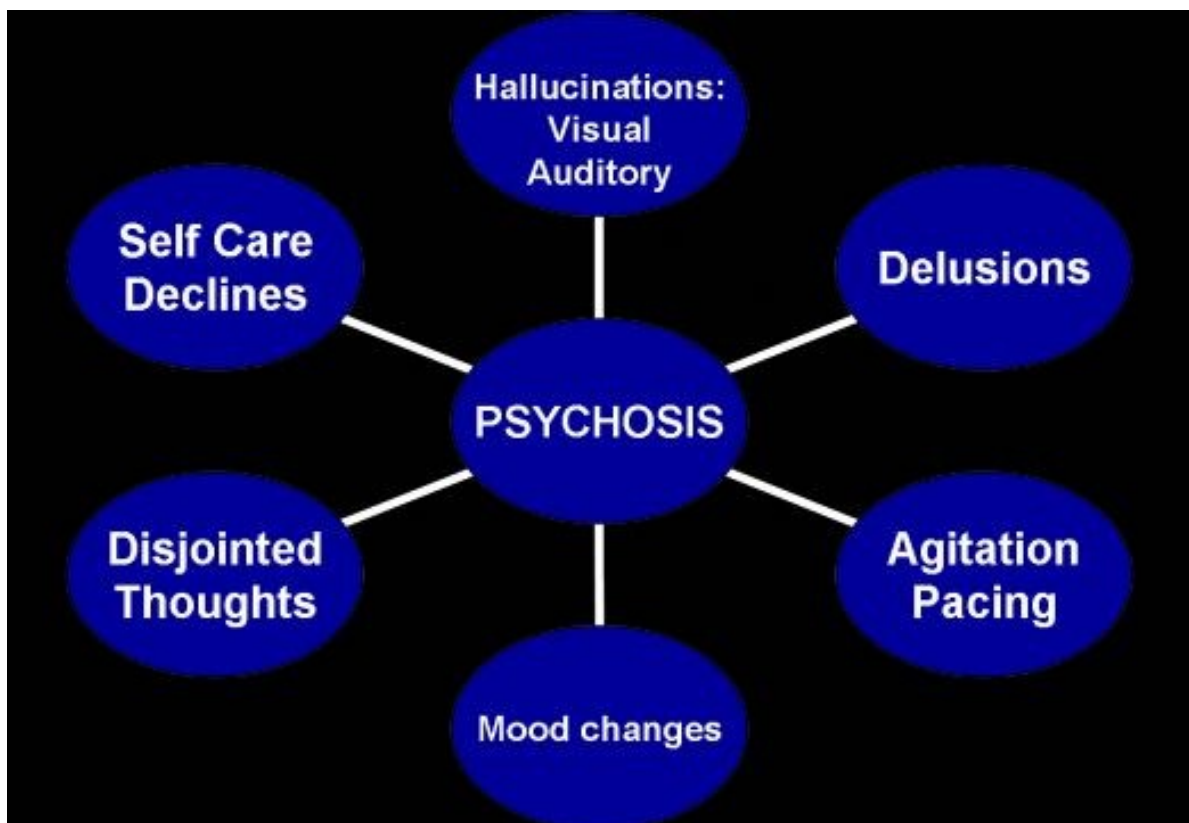 Hallucinations:
Visual
Auditory
Self Care
Declines
Delusions
PSYCHOSIS
Disjointed
Thoughts
Agitation
Pacing
Mood changes